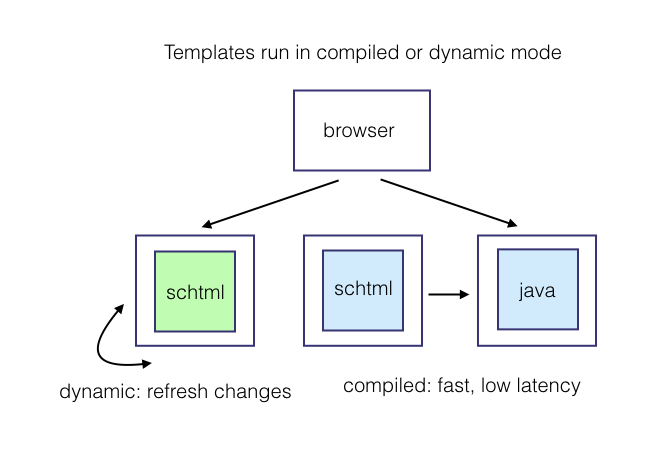 Templates run in compiled or dynamic mode
browser
schtml
schtml
java
dynamic: refresh changes
compiled: fast, low latency